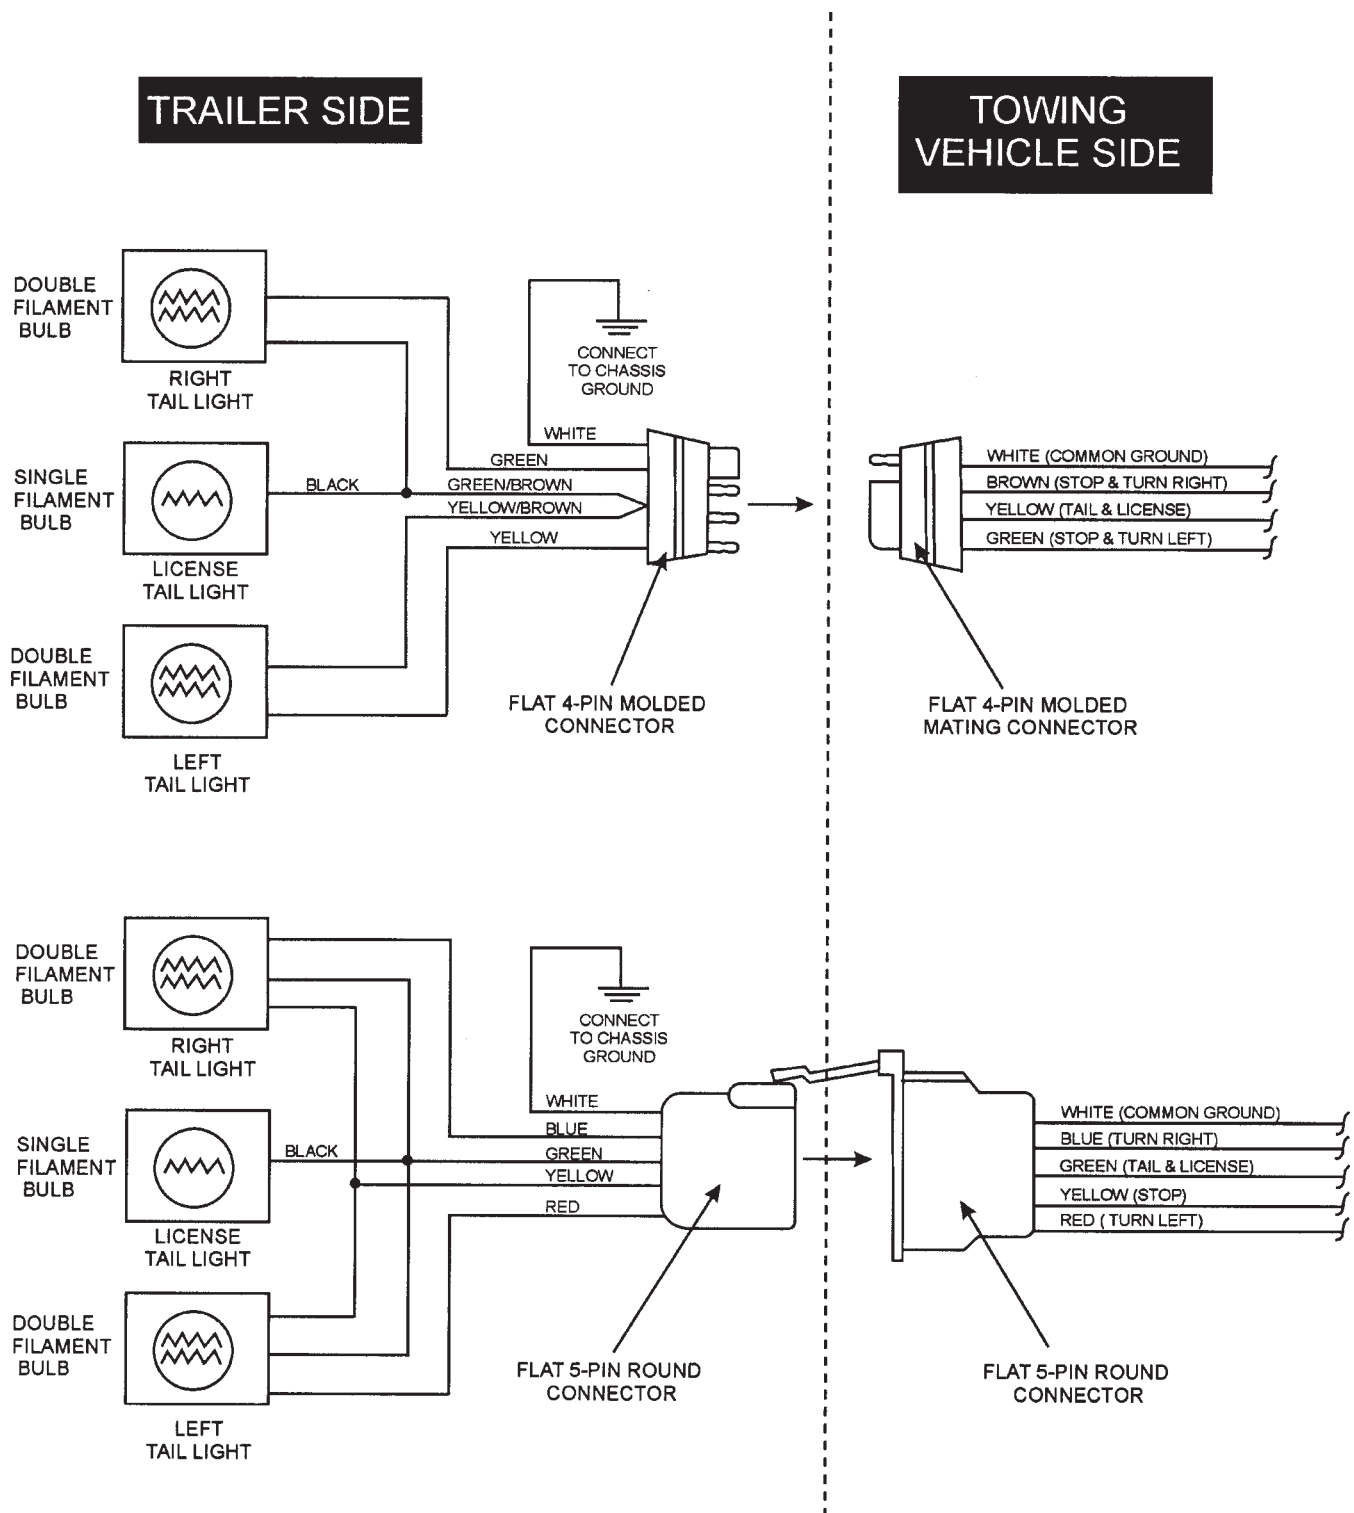 TRAILER SIDE
TOWING
VEHICLE SIDE
DOUBLE
FILAMENT
BULB
RIGHT
TAIL LIGHT
CONNECT
TO CHASSIS
GROUND
WHITE
GREEN
GREEN/BROWN
YELLOW/BROWN
YELLOW
SINGLE
FILAMENT
BULB
BLACK
LICENSE
TAIL LIGHT
DOUBLE
FILAMENT
BULB
LEFT
TAIL LIGHT
FLAT 4-PIN MOLDED
CONNECTOR
WHITE (COMMON GROUND)
BROWN (STOP & TURN RIGHT)
YELLOW (TAIL & LICENSE)
GREEN (STOP & TURN LEFT)
FLAT 4-PIN MOLDED
MATING CONNECTOR
DOUBLE
FILAMENT
BULB
RIGHT
TAIL LIGHT
CONNECT
TO CHASSIS
GROUND
WHITE
BLUE
GREEN
YELLOW
RED
SINGLE
FILAMENT
BULB
BLACK
LICENSE
TAIL LIGHT
DOUBLE
FILAMENT
BULB
LEFT
TAIL LIGHT
FLAT 5-PIN ROUND
CONNECTOR
WHITE (COMMON GROUND)
BLUE (TURN RIGHT)
GREEN (TAIL & LICENSE)
YELLOW (STOP)
RED ( TURN LEFT)
FLAT 5-PIN ROUND
CONNECTOR